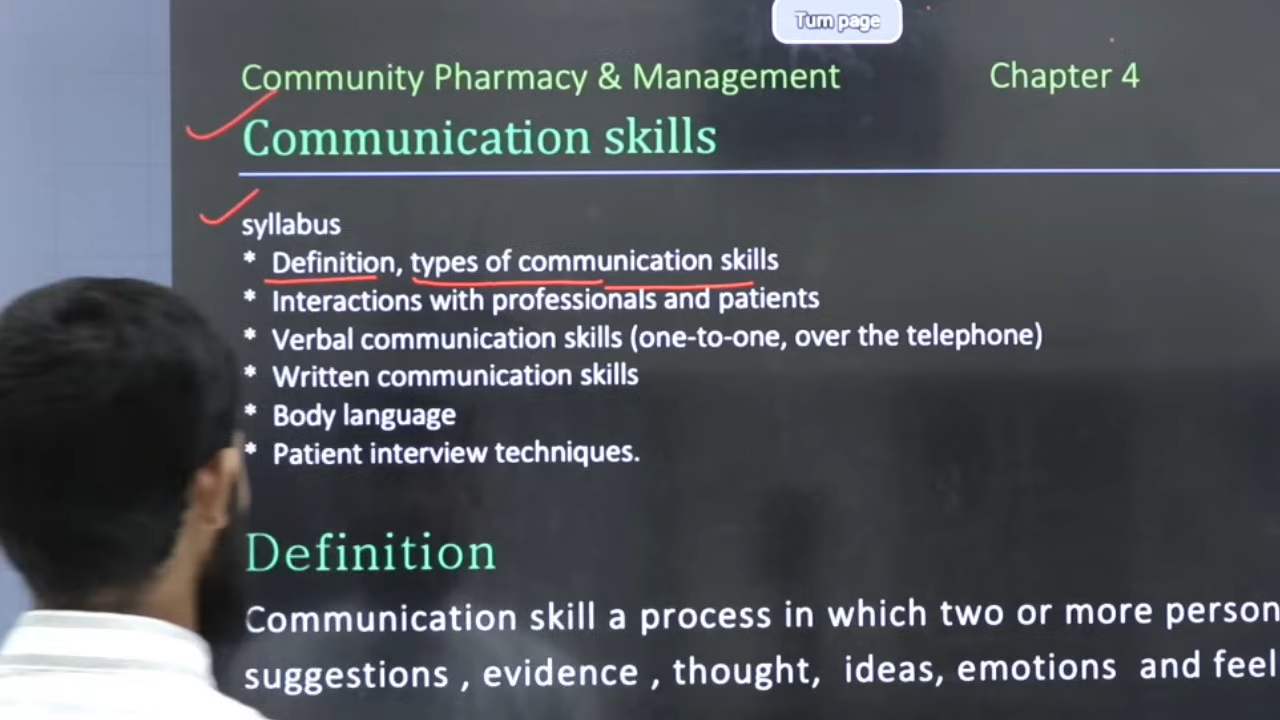 Turn page
Community Pharmacy & Management Chapter 4
Communication skills
syllabus
* Definition, types of communication skills
* Interactions with professionals and patients
* Verbal communication skills (one-to-one, over the telephone)
* Written communication skills
* Body language
* Patient interview techniques.
Definition
Communication skill a process in which two or more person
suggestions , evidence , thought, ideas, emotions and feel